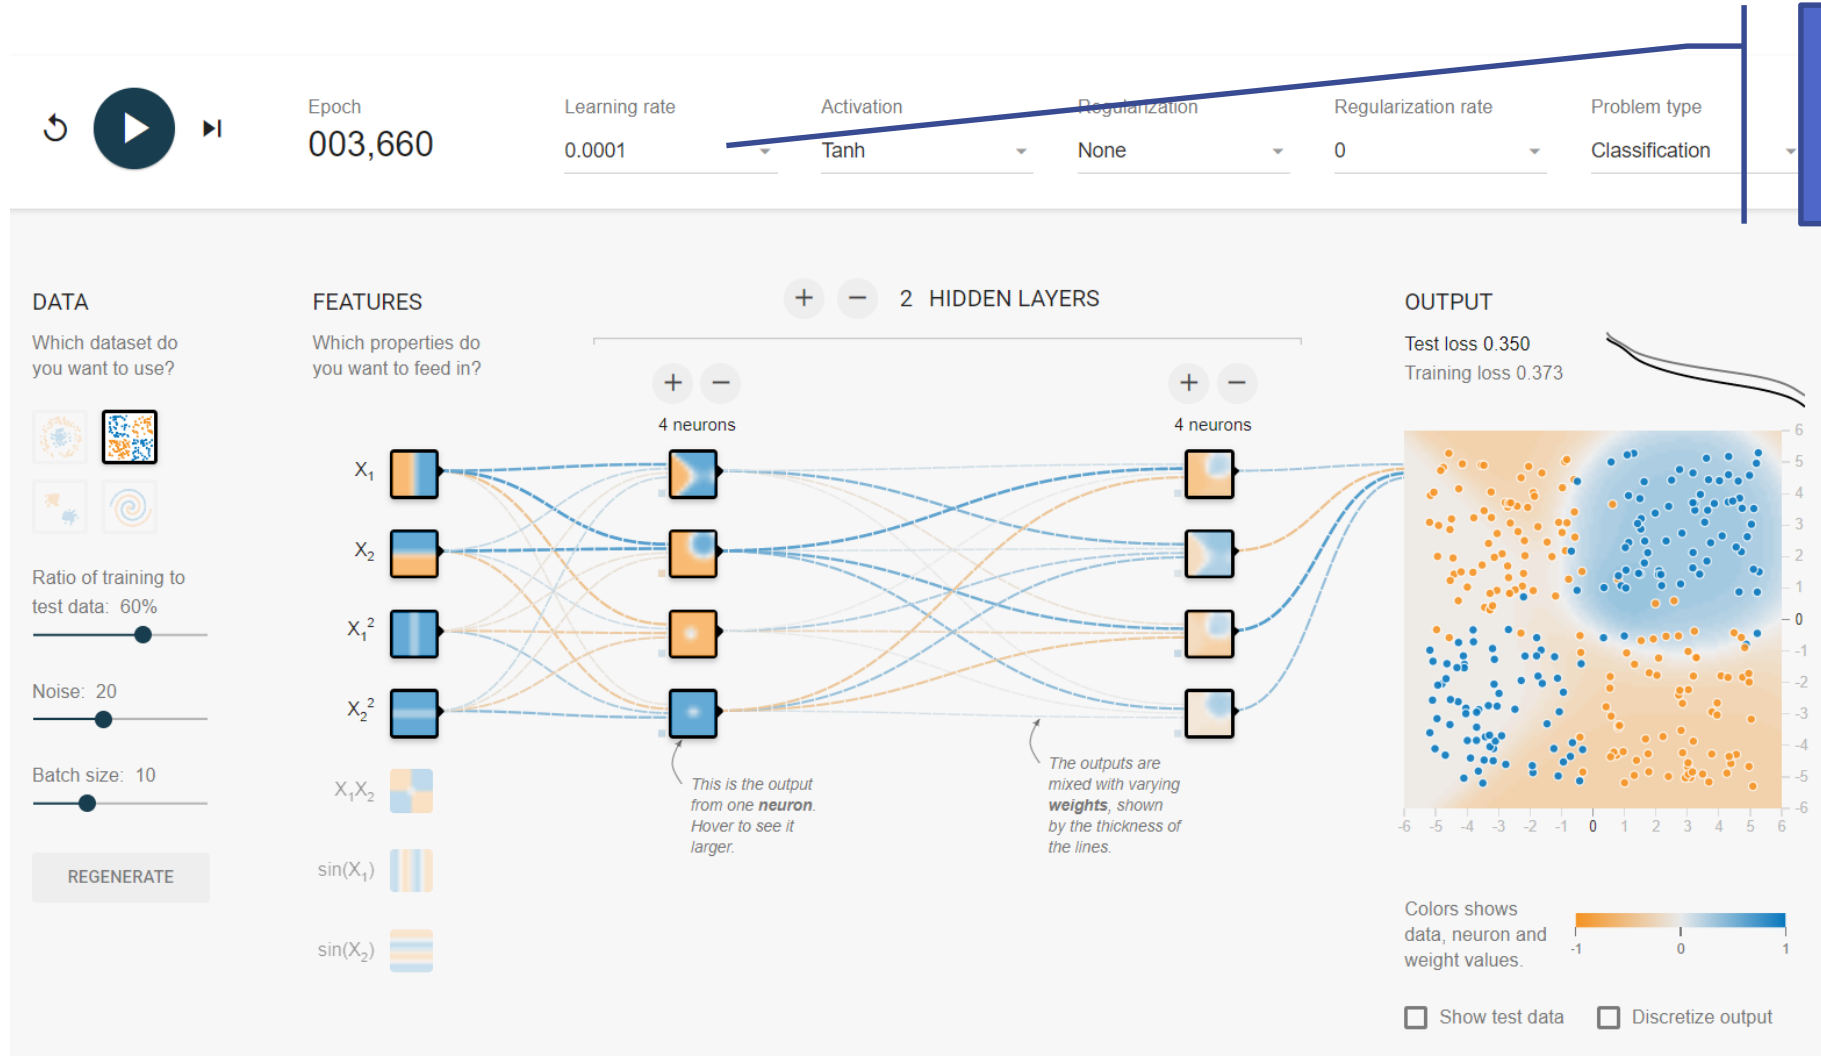 Epoch
003,660
Learning rate
0.0001
Activation
Tanh
Regularization
None
Regularization rate
0
Problem type
Classification
DATA
Which dataset do
you want to use?
Ratio of training to
test data: 60%
Noise: 20
Batch size: 10
REGENERATE
FEATURES
Which properties do
you want to feed in?
X₁
X₂
X₁²
X₂²
X₁X₂
sin(X₁)
sin(X₂)
+ − 2 HIDDEN LAYERS
+ −
4 neurons
+ −
4 neurons
This is the output
from one neuron.
Hover to see it
larger.
The outputs are
mixed with varying
weights, shown
by the thickness of
the lines.
OUTPUT
Test loss 0.350
Training loss 0.373
6
5
4
3
2
1
0
-1
-2
-3
-4
-5
-6
-6 -5 -4 -3 -2 -1 0 1 2 3 4 5 6
Colors shows
data, neuron and
weight values.
-1 0 1
Show test data
Discretize output